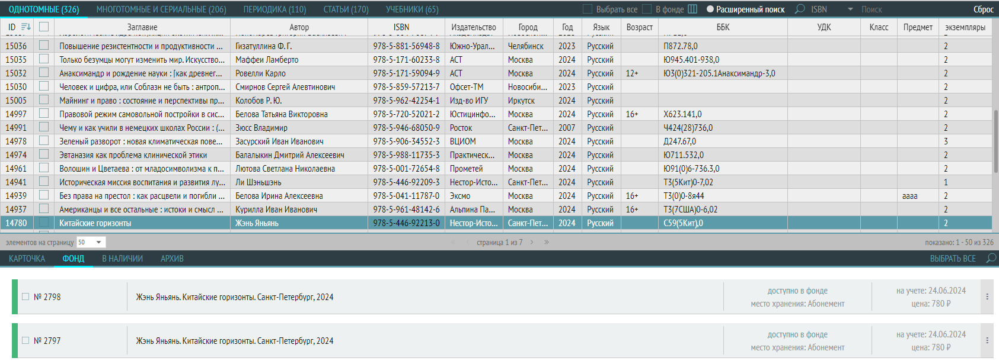 ОДНОТОМНЫЕ (326) МНОГОТОМНЫЕ И СЕРИАЛЬНЫЕ (206) ПЕРИОДИКА (110) СТАТЬИ (170) УЧЕБНИКИ (65) Выбрать все В фонде Расширенный поиск ISBN Поиск Сброс
ID Заглавие Автор ISBN Издательство Город Год Язык Возраст ББК УДК Класс Предмет экземпляры
15036 Повышение резистентности и продуктивности ... Гизатуллина Ф. Г. 978-5-881-56948-8 Южно-Урал... Челябинск 2023 Русский П872.78,0 2
15035 Только безумцы могут изменить мир. Искусство... Маффеи Ламберто 978-5-171-60233-8 АСТ Москва 2024 Русский Ю945.401-938,0 2
15032 Анаксимандр и рождение науки : [как древнег... Ровелли Карло 978-5-171-59094-9 АСТ Москва 2024 Русский 12+ Ю3(0)321-205.1Анаксимандр-3,0 2
15030 Человек и цифра, или Соблазн не быть : антроп... Смирнов Сергей Алевтинович 978-5-859-57213-7 Офсет-ТМ Новосиби... 2023 Русский 2
15005 Майнинг и право : состояние и перспективы пр... Колобов Р. Ю. 978-5-962-42254-1 Изд-во ИГУ Иркутск 2024 Русский 2
14997 Правовой режим самовольной постройки в сис... Белова Татьяна Викторовна 978-5-720-52021-2 Юстицинфо... Москва 2024 Русский 16+ Х623.141,0 2
14991 Чему и как учили в немецких школах России : (... Зюсс Владимир 978-5-946-68050-9 Росток Санкт-Пет... 2007 Русский Ч424(28)736,0 2
14978 Зеленый разворот : новая климатическая пове... Засурский Иван Иванович 978-5-906-34552-3 ВЦИОМ Москва 2024 Русский Д247.67,0 3
14974 Эвтаназия как проблема клинической этики Балалыкин Дмитрий Алексеевич 978-5-988-11735-3 Практическ... Москва 2024 Русский Ю711.532,0 2
14961 Волошин и Цветаева : от младосимволизма к п... Лютова Светлана Николаевна 978-5-001-72654-8 Прометей Москва 2024 Русский Ю91(0)6-736.3,0 2
14941 Историческая миссия воспитания и развития лу... Ли Шэньшэнь 978-5-446-92209-3 Нестор-Исто... Санкт-Пет... 2024 Русский Т3(5Кит)0-7,02 1
14939 Без права на престол : как расцвели и погибли ... Белова Ирина Алексеевна 978-5-041-11787-0 Эксмо Москва 2024 Русский 16+ Т3(0)0-8я44 аааа 2
14937 Американцы и все остальные : истоки и смысл ... Курилла Иван Иванович 978-5-961-48142-6 Альпина Па... Москва 2024 Русский 16+ Т3(7США)0-6,02 2
14780 Китайские горизонты Жэнь Яньянь 978-5-446-92213-0 Нестор-Исто... Санкт-Пет... 2024 Русский С59(5Кит),0 2
элементов на страницу 50 страница 1 из 7 показано: 1 - 50 из 326
КАРТОЧКА ФОНД В НАЛИЧИИ АРХИВ ВЫБРАТЬ ВСЕ
№ 2798 Жэнь Яньянь. Китайские горизонты. Санкт-Петербург, 2024 доступно в фонде на учете: 24.06.2024
место хранения: Абонемент цена: 780 ₽
№ 2797 Жэнь Яньянь. Китайские горизонты. Санкт-Петербург, 2024 доступно в фонде на учете: 24.06.2024
место хранения: Абонемент цена: 780 ₽